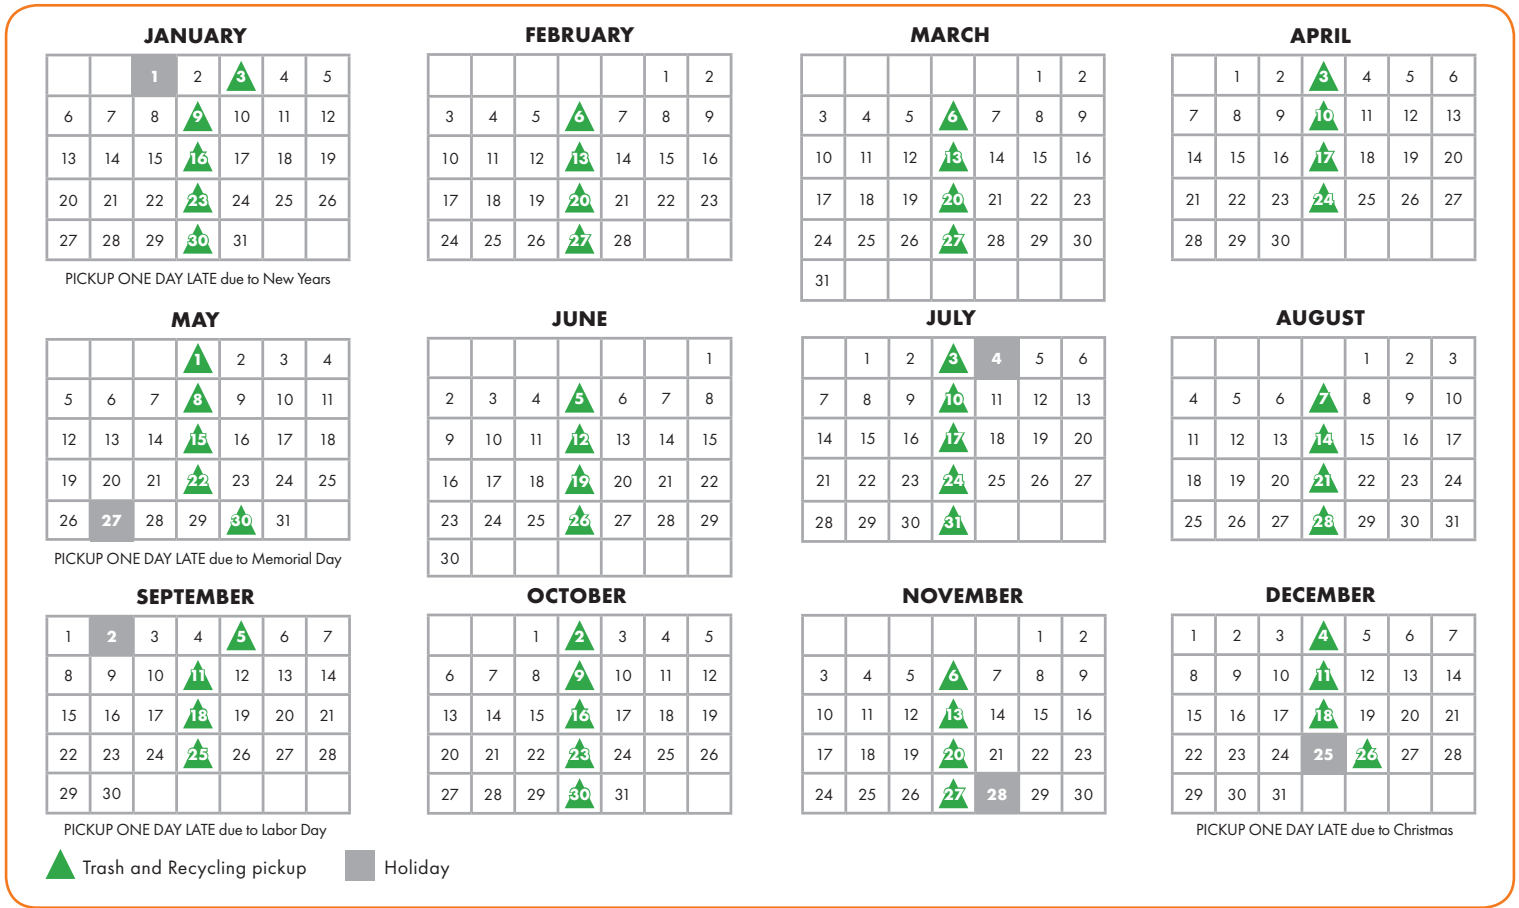 JANUARY
1 2 3 4 5
6 7 8 9 10 11 12
13 14 15 16 17 18 19
20 21 22 23 24 25 26
27 28 29 30 31
PICKUP ONE DAY LATE due to New Years
FEBRUARY
1 2
3 4 5 6 7 8 9
10 11 12 13 14 15 16
17 18 19 20 21 22 23
24 25 26 27 28
MARCH
1 2
3 4 5 6 7 8 9
10 11 12 13 14 15 16
17 18 19 20 21 22 23
24 25 26 27 28 29 30
31
APRIL
1 2 3 4 5 6
7 8 9 10 11 12 13
14 15 16 17 18 19 20
21 22 23 24 25 26 27
28 29 30
MAY
1 2 3 4
5 6 7 8 9 10 11
12 13 14 15 16 17 18
19 20 21 22 23 24 25
26 27 28 29 30 31
PICKUP ONE DAY LATE due to Memorial Day
JUNE
1
2 3 4 5 6 7 8
9 10 11 12 13 14 15
16 17 18 19 20 21 22
23 24 25 26 27 28 29
30
JULY
1 2 3 4 5 6
7 8 9 10 11 12 13
14 15 16 17 18 19 20
21 22 23 24 25 26 27
28 29 30 31
AUGUST
1 2 3
4 5 6 7 8 9 10
11 12 13 14 15 16 17
18 19 20 21 22 23 24
25 26 27 28 29 30 31
SEPTEMBER
1 2 3 4 5 6 7
8 9 10 11 12 13 14
15 16 17 18 19 20 21
22 23 24 25 26 27 28
29 30
PICKUP ONE DAY LATE due to Labor Day
OCTOBER
1 2 3 4 5
6 7 8 9 10 11 12
13 14 15 16 17 18 19
20 21 22 23 24 25 26
27 28 29 30 31
NOVEMBER
1 2
3 4 5 6 7 8 9
10 11 12 13 14 15 16
17 18 19 20 21 22 23
24 25 26 27 28 29 30
DECEMBER
1 2 3 4 5 6 7
8 9 10 11 12 13 14
15 16 17 18 19 20 21
22 23 24 25 26 27 28
29 30 31
PICKUP ONE DAY LATE due to Christmas
Trash and Recycling pickup
Holiday